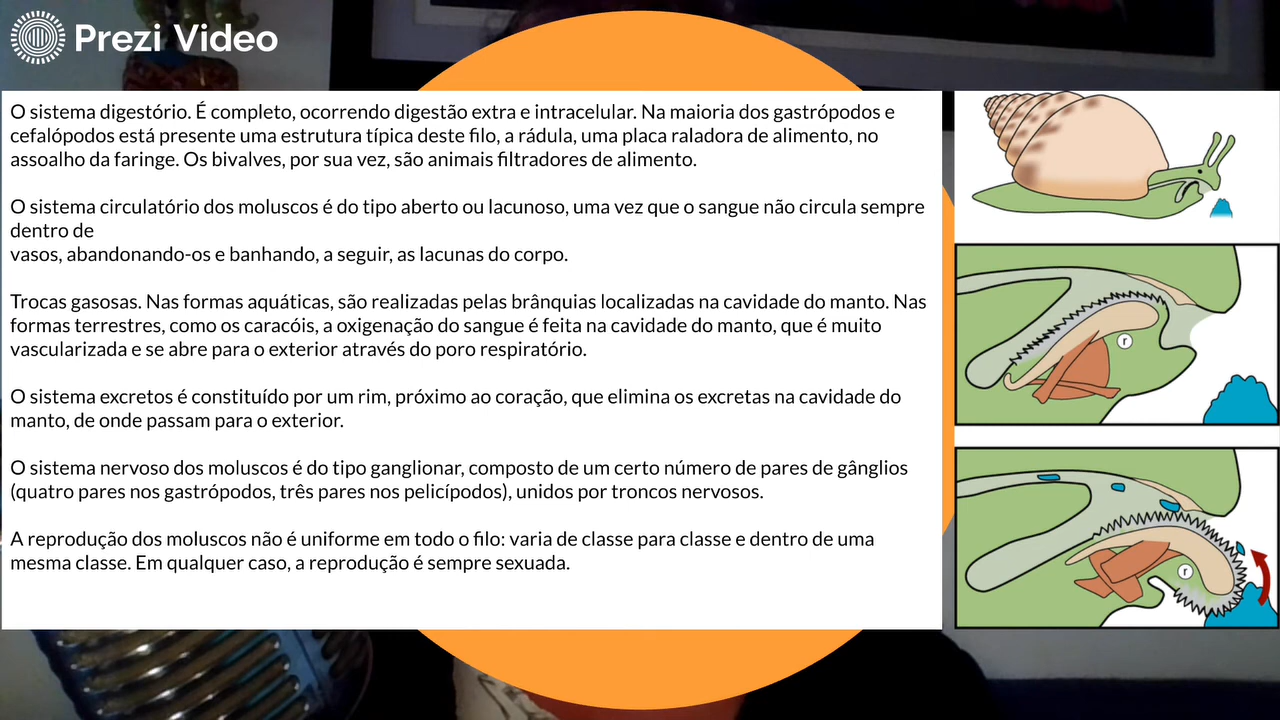 Prezi Video
O sistema digestório. É completo, ocorrendo digestão extra e intracelular. Na maioria dos gastrópodos e
cefalópodos está presente uma estrutura típica deste filo, a rádula, uma placa raladora de alimento, no
assoalho da faringe. Os bivalves, por sua vez, são animais filtradores de alimento.
O sistema circulatório dos moluscos é do tipo aberto ou lacunoso, uma vez que o sangue não circula sempre
dentro de
vasos, abandonando-os e banhando, a seguir, as lacunas do corpo.
Trocas gasosas. Nas formas aquáticas, são realizadas pelas brânquias localizadas na cavidade do manto. Nas
formas terrestres, como os caracóis, a oxigenação do sangue é feita na cavidade do manto, que é muito
vascularizada e se abre para o exterior através do poro respiratório.
O sistema excretos é constituído por um rim, próximo ao coração, que elimina os excretas na cavidade do
manto, de onde passam para o exterior.
O sistema nervoso dos moluscos é do tipo ganglionar, composto de um certo número de pares de gânglios
(quatro pares nos gastrópodos, três pares nos pelicípodos), unidos por troncos nervosos.
A reprodução dos moluscos não é uniforme em todo o filo: varia de classe para classe e dentro de uma
mesma classe. Em qualquer caso, a reprodução é sempre sexuada.
r
r